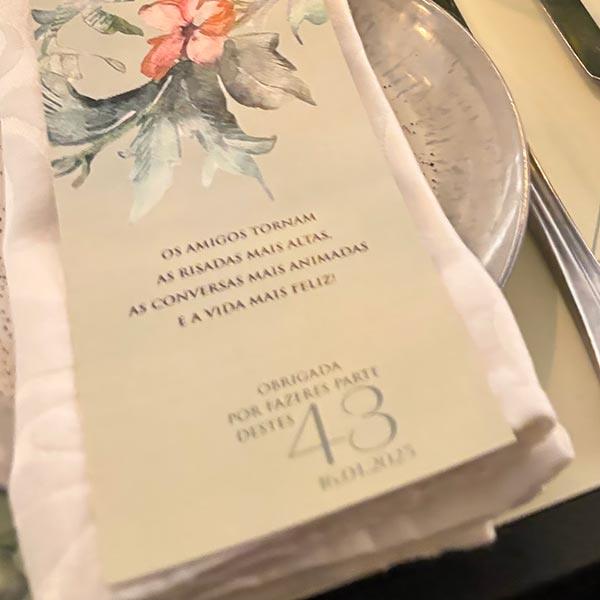 OS AMIGOS TORNAM
AS RISADAS MAIS ALTAS,
AS CONVERSAS MAIS ANIMADAS
E A VIDA MAIS FELIZ!
OBRIGADA
POR FAZERES PARTE
DESTES 43
16.01.2025